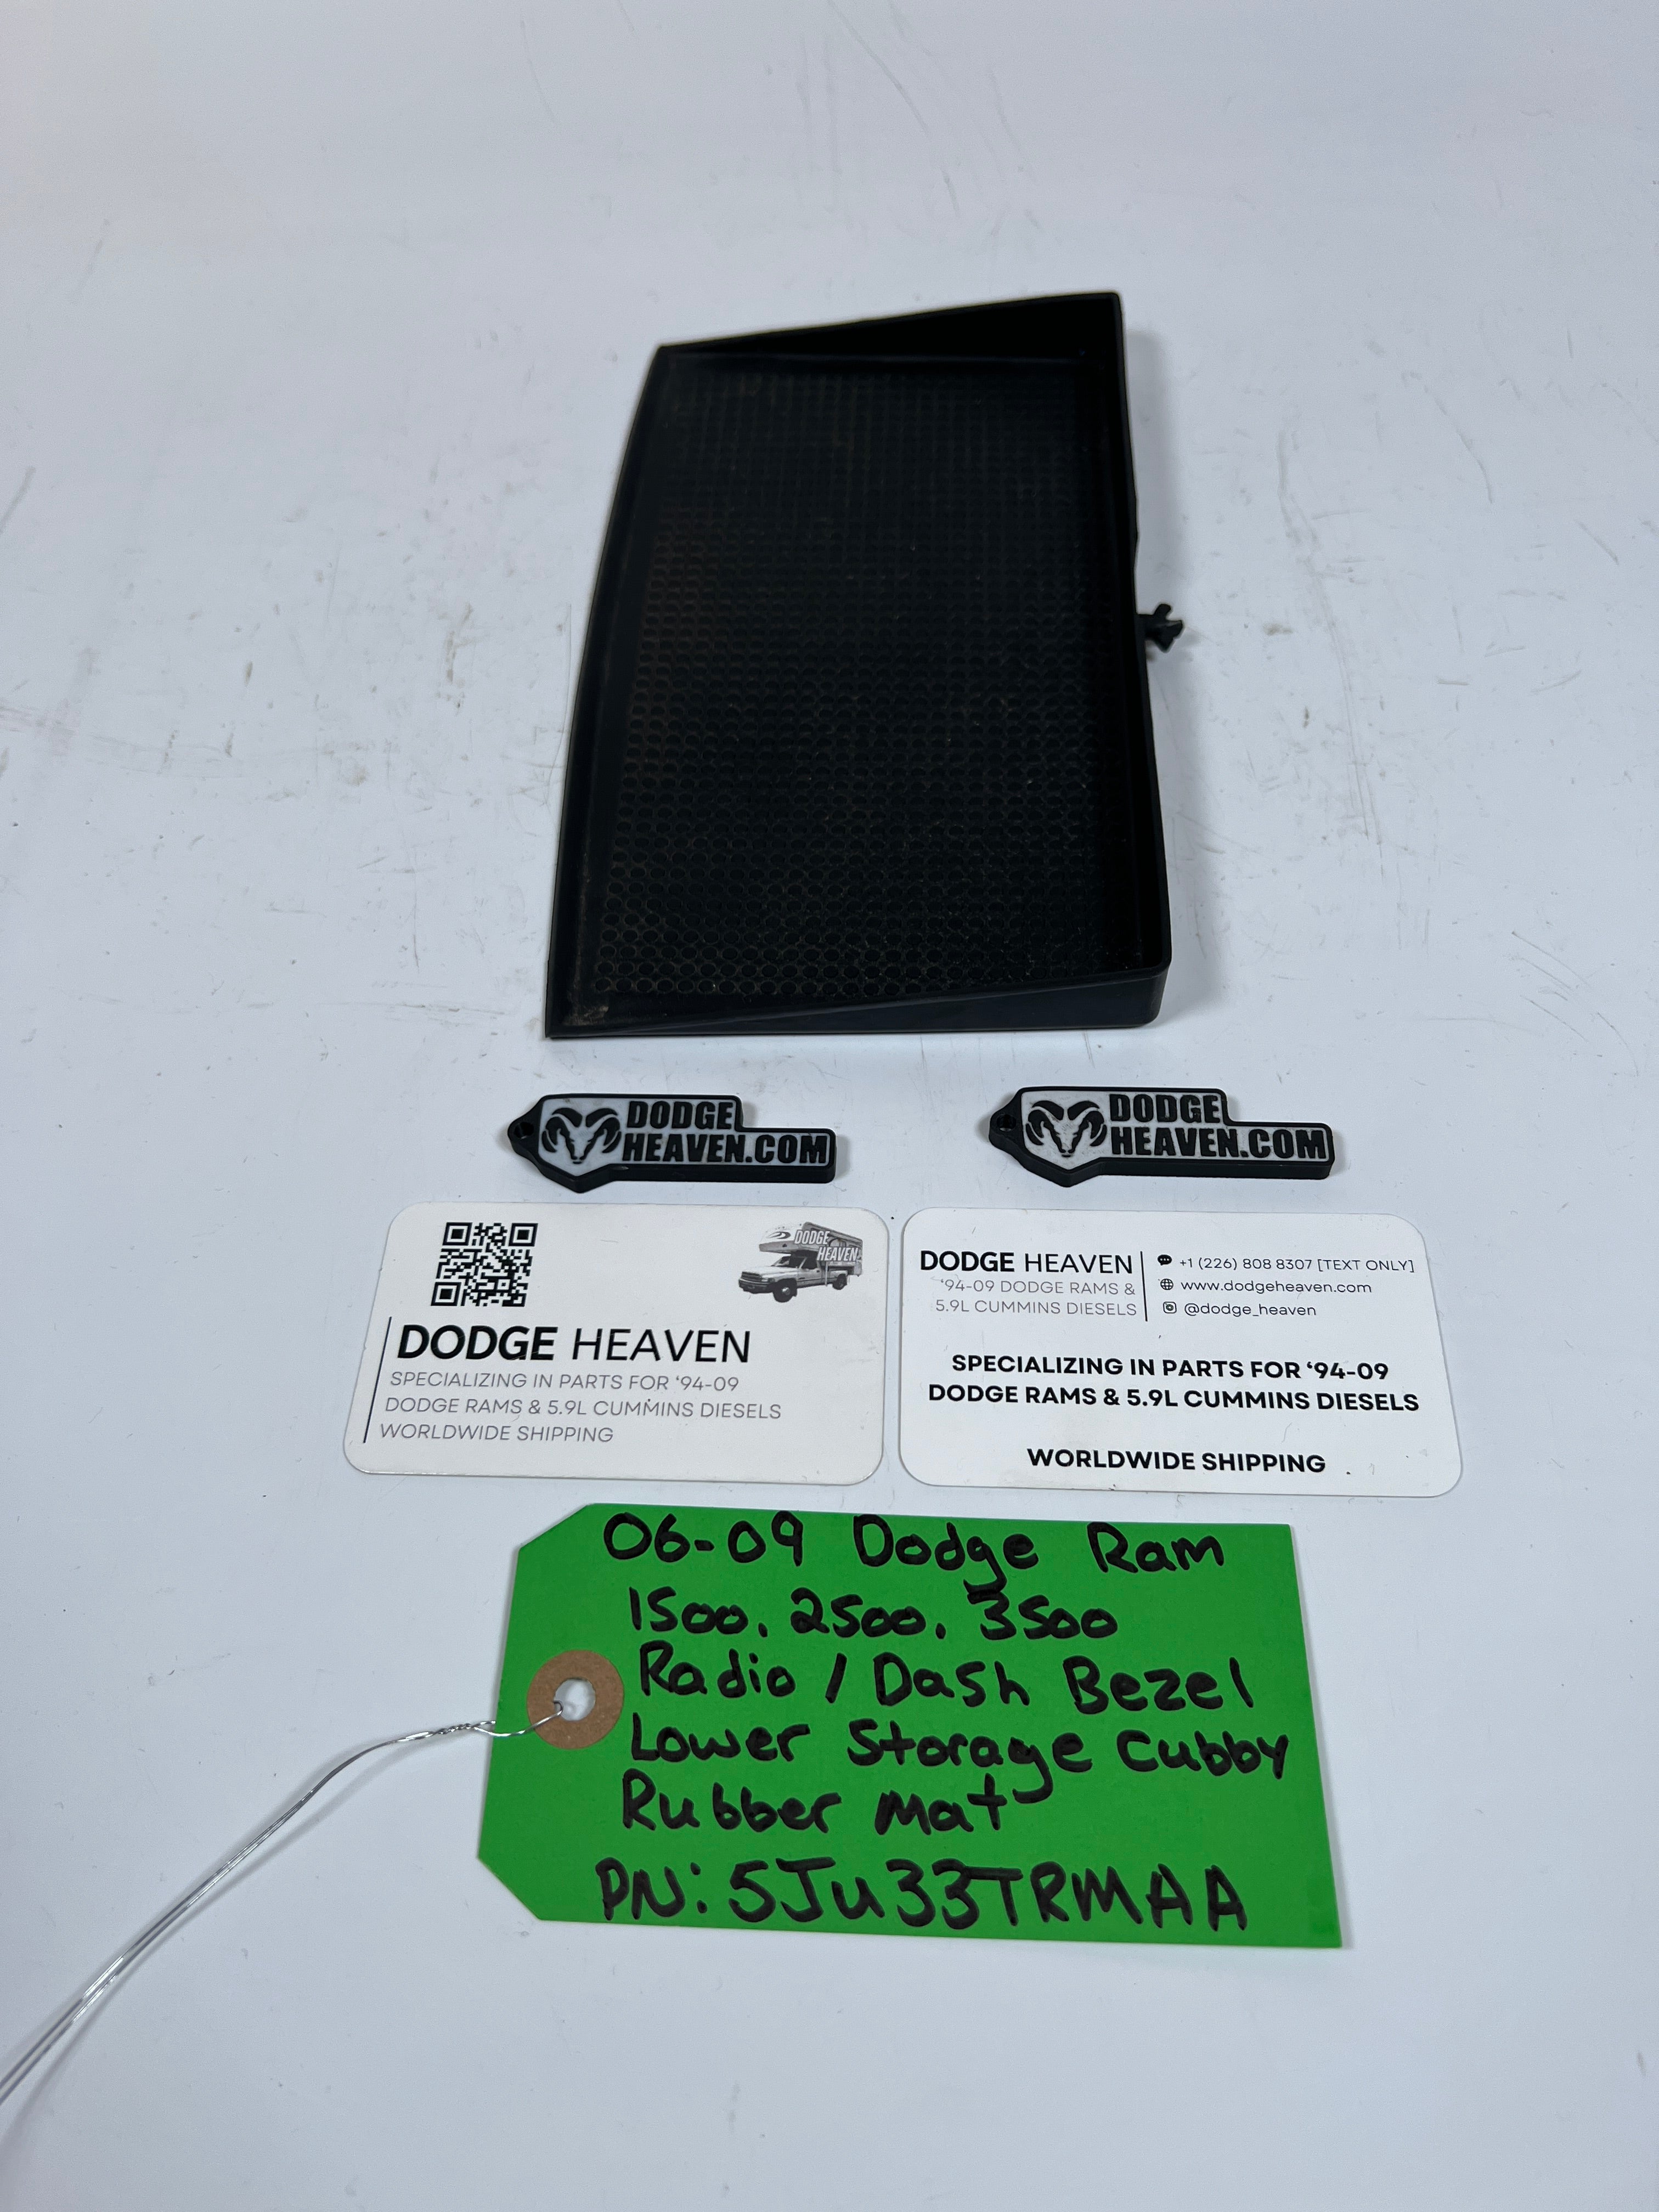 DODGE
HEAVEN.COM
DODGE
HEAVEN.COM
DODGE
HEAVEN
DODGE HEAVEN
SPECIALIZING IN PARTS FOR ‘94-09
DODGE RAMS & 5.9L CUMMINS DIESELS
WORLDWIDE SHIPPING
DODGE HEAVEN
‘94-09 DODGE RAMS &
5.9L CUMMINS DIESELS
+1 (226) 808 8307 [TEXT ONLY]
www.dodgeheaven.com
@dodge_heaven
SPECIALIZING IN PARTS FOR ‘94-09
DODGE RAMS & 5.9L CUMMINS DIESELS
WORLDWIDE SHIPPING
06-09 Dodge Ram
1500, 2500, 3500
Radio / Dash Bezel
Lower Storage Cubby
Rubber Mat
PN: 5Ju33TRMAA